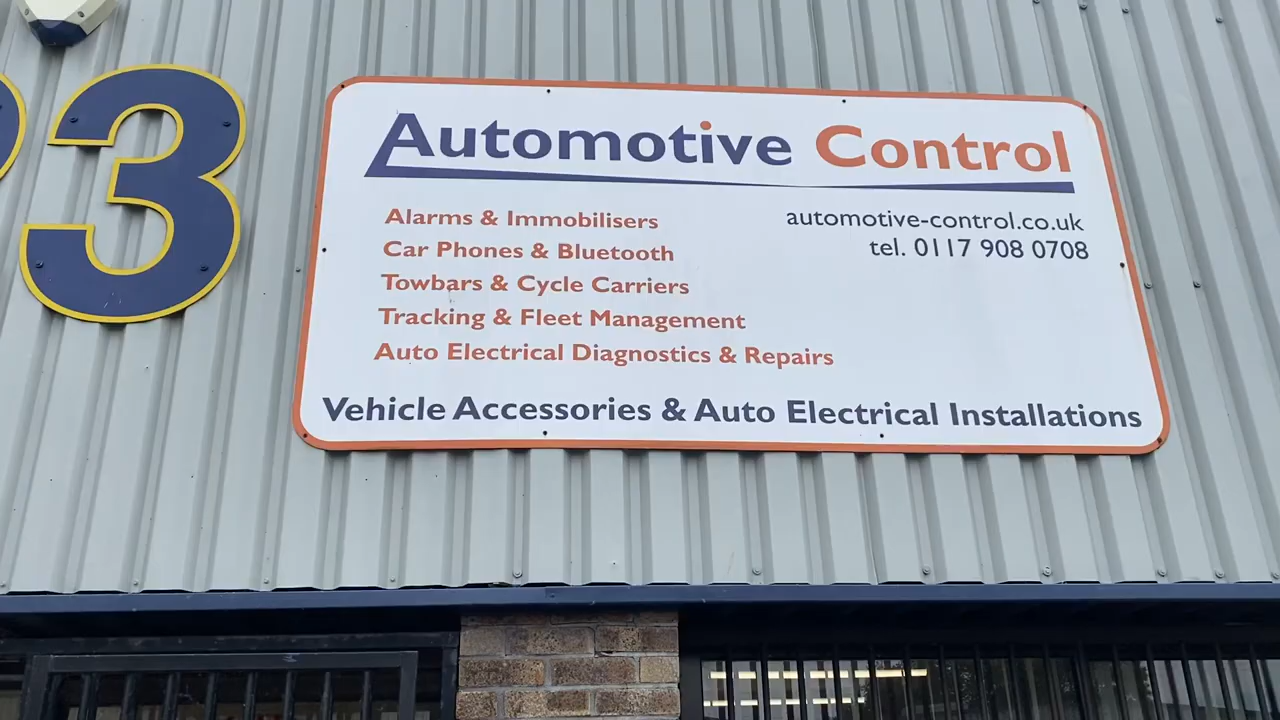 3
Automotive Control
Alarms & Immobilisers
Car Phones & Bluetooth
Towbars & Cycle Carriers
Tracking & Fleet Management
Auto Electrical Diagnostics & Repairs
automotive-control.co.uk
tel. 0117 908 0708
Vehicle Accessories & Auto Electrical Installations